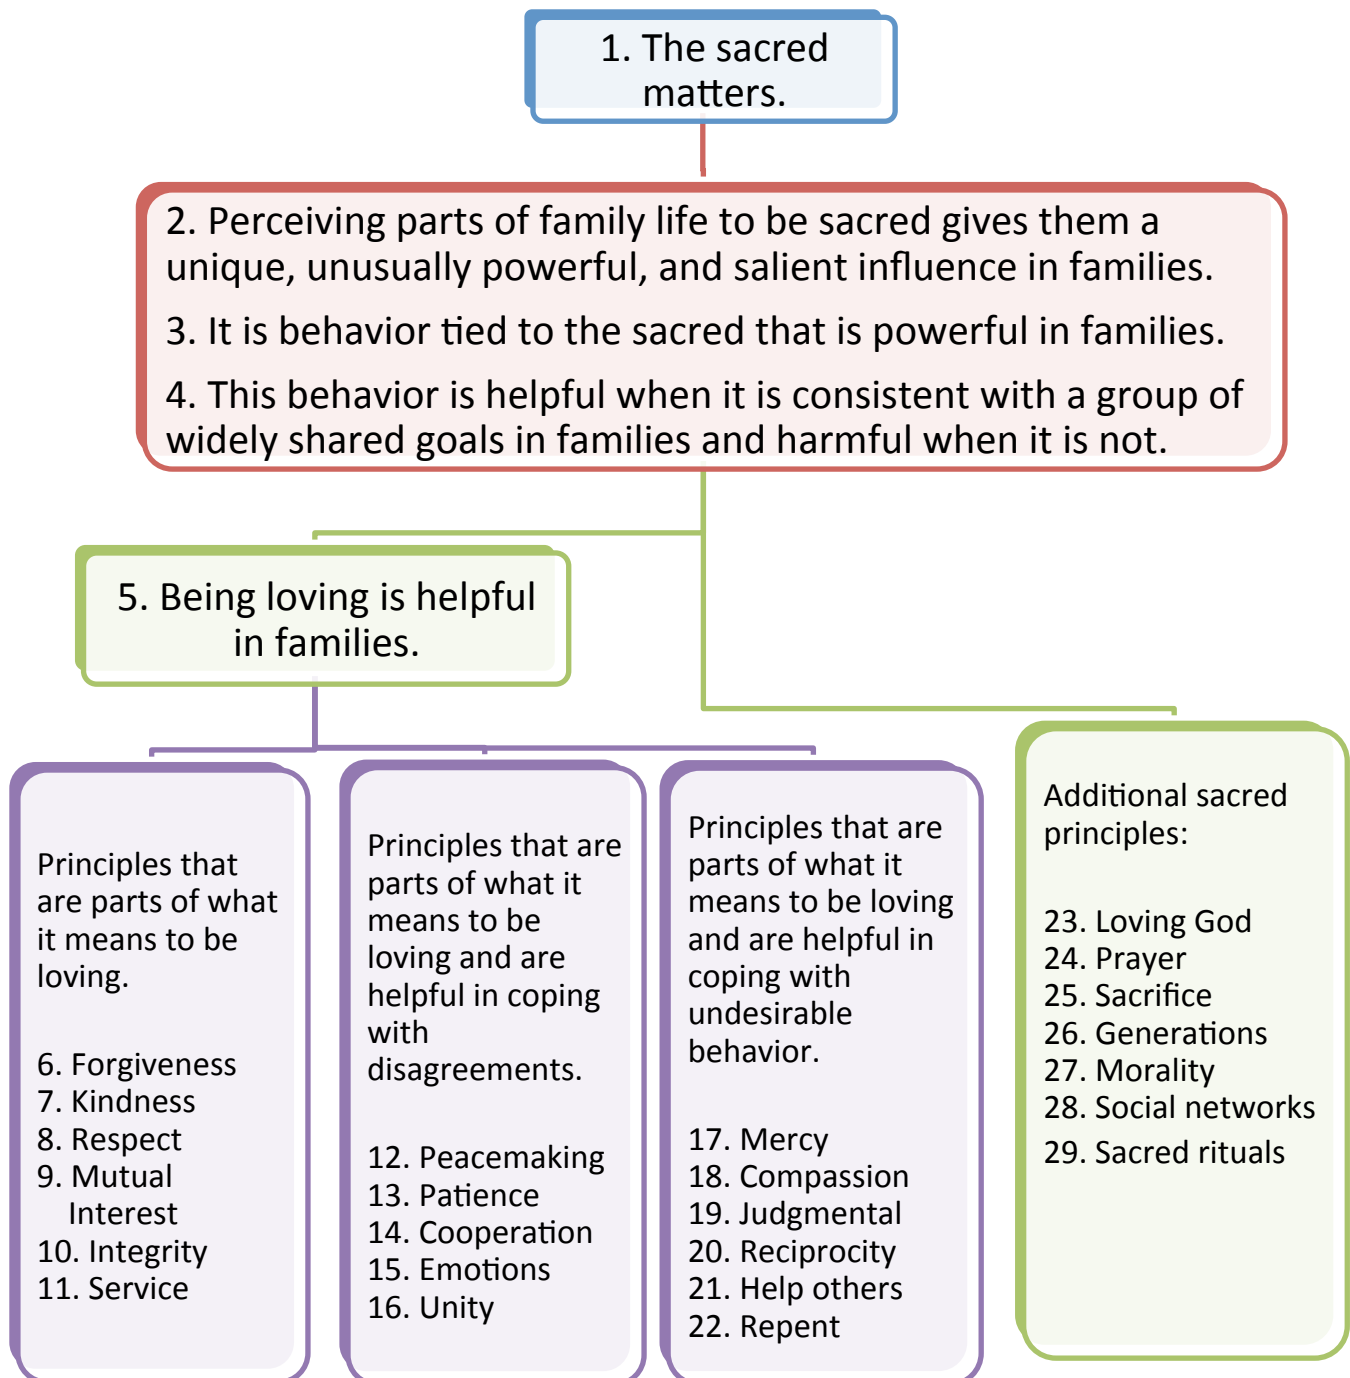 1. The sacred
matters.
2. Perceiving parts of family life to be sacred gives them a
unique, unusually powerful, and salient influence in families.
3. It is behavior tied to the sacred that is powerful in families.
4. This behavior is helpful when it is consistent with a group of
widely shared goals in families and harmful when it is not.
5. Being loving is helpful
in families.
Principles that
are parts of what
it means to be
loving.
6. Forgiveness
7. Kindness
8. Respect
9. Mutual
Interest
10. Integrity
11. Service
Principles that are
parts of what it
means to be
loving and are
helpful in coping
with
disagreements.
12. Peacemaking
13. Patience
14. Cooperation
15. Emotions
16. Unity
Principles that are
parts of what it
means to be loving
and are helpful in
coping with
undesirable
behavior.
17. Mercy
18. Compassion
19. Judgmental
20. Reciprocity
21. Help others
22. Repent
Additional sacred
principles:
23. Loving God
24. Prayer
25. Sacrifice
26. Generations
27. Morality
28. Social networks
29. Sacred rituals